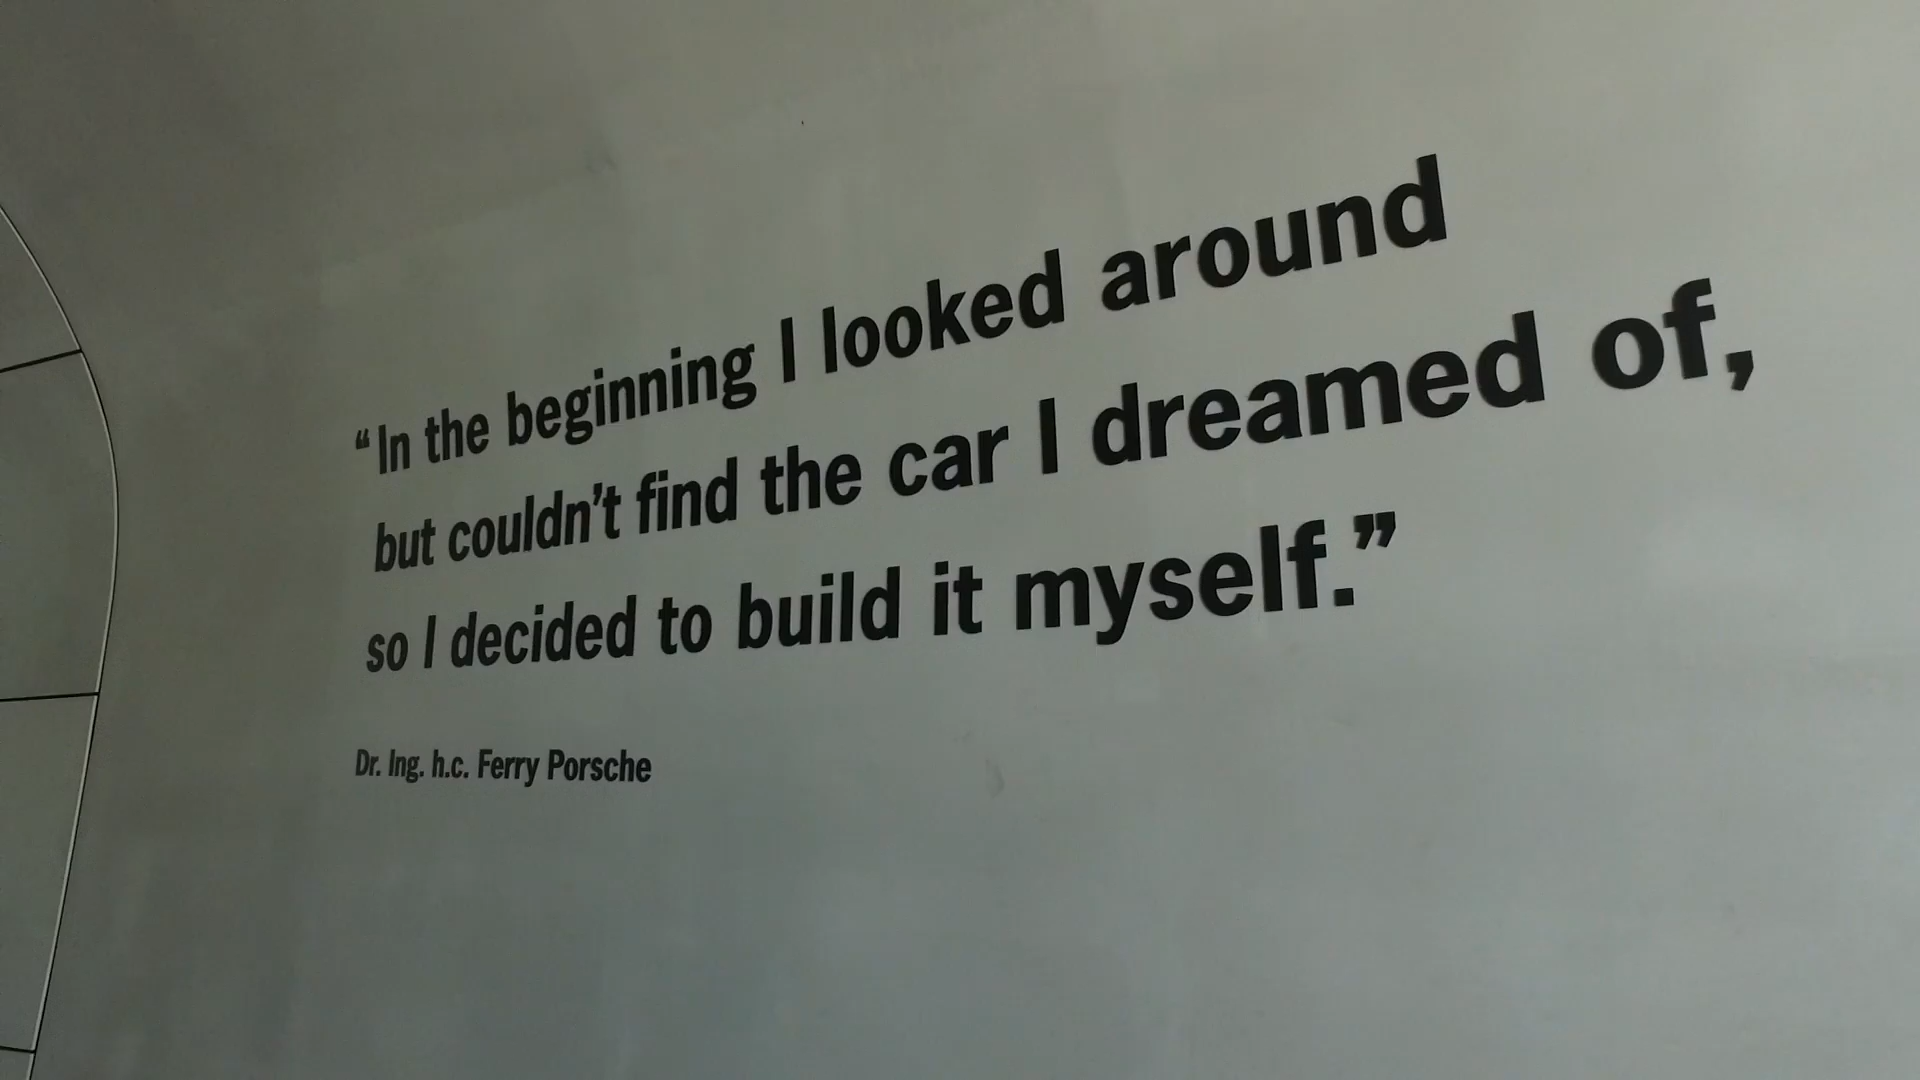 “In the beginning I looked around
but couldn’t find the car I dreamed of,
so I decided to build it myself.”
Dr. Ing. h.c. Ferry Porsche